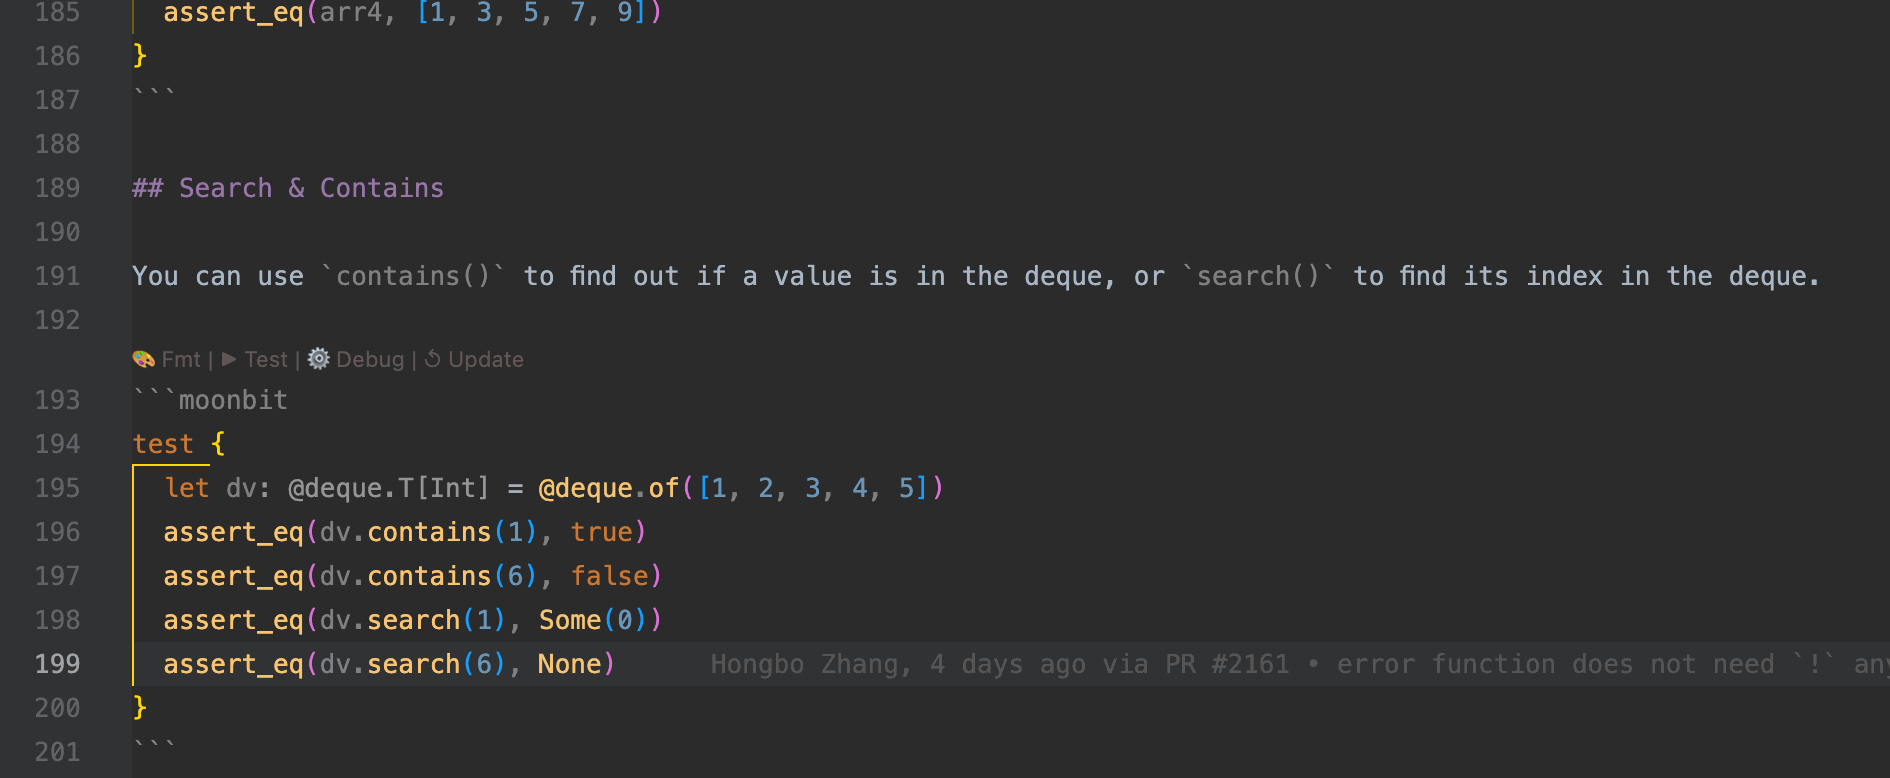 185   assert_eq(arr4, [1, 3, 5, 7, 9])
186 }
187 ```
188
189 ## Search & Contains
190
191 You can use `contains()` to find out if a value is in the deque, or `search()` to find its index in the deque.
192
Fmt | Test | Debug | Update
193 ```moonbit
194 test {
195   let dv: @deque.T[Int] = @deque.of([1, 2, 3, 4, 5])
196   assert_eq(dv.contains(1), true)
197   assert_eq(dv.contains(6), false)
198   assert_eq(dv.search(1), Some(0))
199   assert_eq(dv.search(6), None)      Hongbo Zhang, 4 days ago via PR #2161 • error function does not need `!`
200 }
201 ```